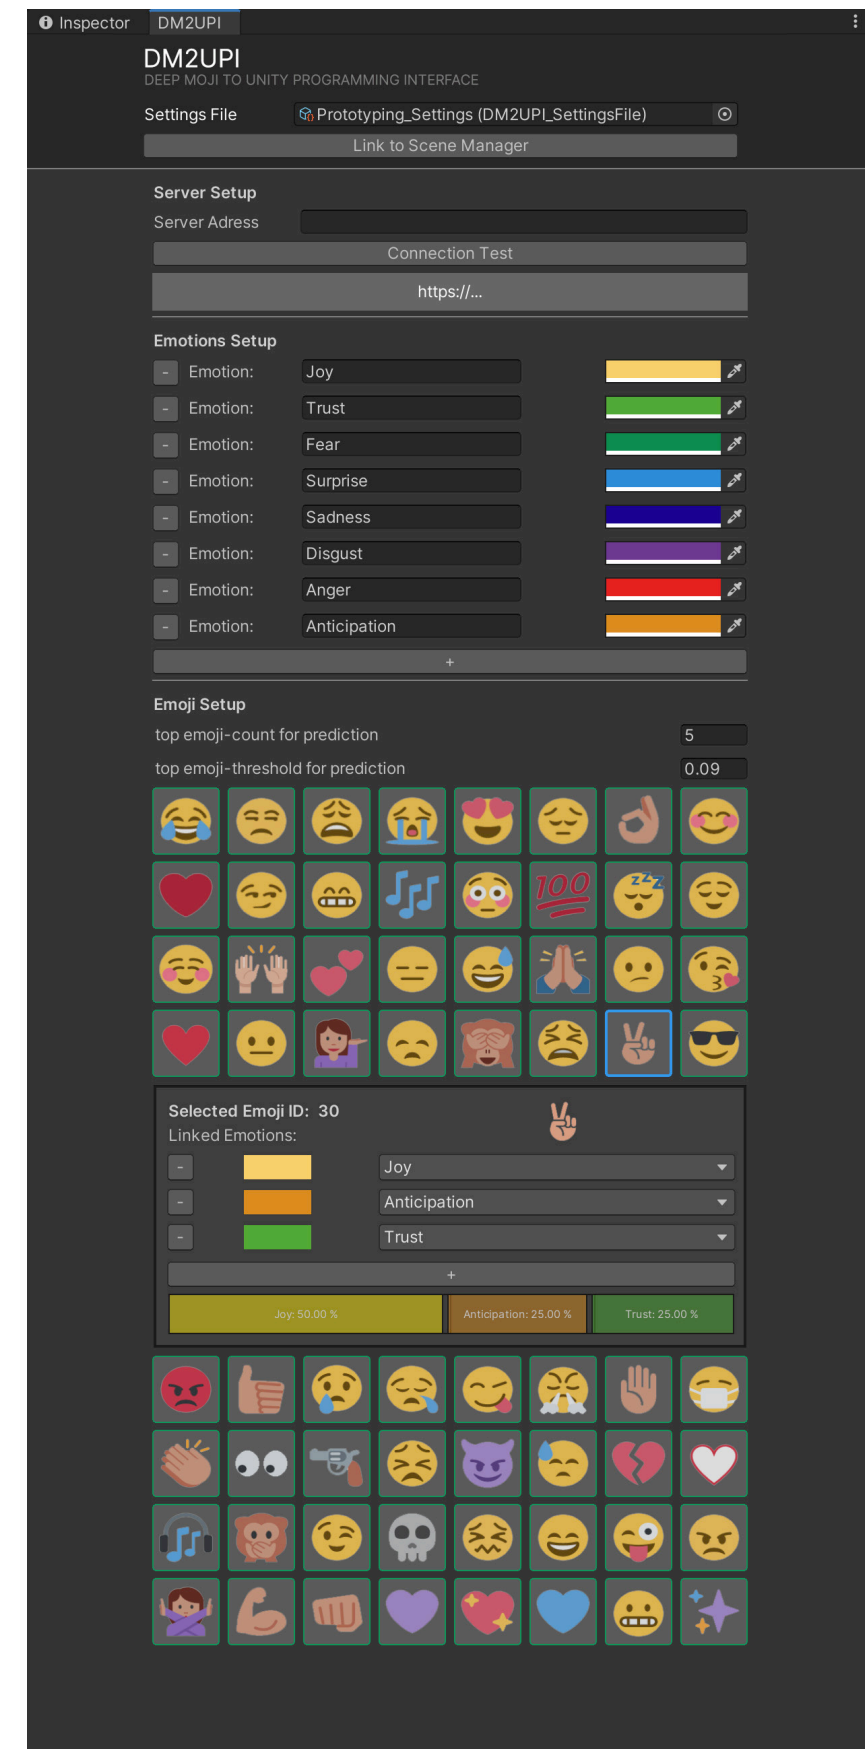 Inspector DM2UPI
DM2UPI
DEEP MOJI TO UNITY PROGRAMMING INTERFACE
Settings File Prototyping_Settings (DM2UPI_SettingsFile)
Link to Scene Manager
Server Setup
Server Adress
Connection Test
https://...
Emotions Setup
- Emotion: Joy
- Emotion: Trust
- Emotion: Fear
- Emotion: Surprise
- Emotion: Sadness
- Emotion: Disgust
- Emotion: Anger
- Emotion: Anticipation
+
Emoji Setup
top emoji-count for prediction 5
top emoji-threshold for prediction 0.09
100 zZZ
Selected Emoji ID: 30
Linked Emotions:
- Joy
- Anticipation
- Trust
+
Joy: 50.00 % Anticipation: 25.00 % Trust: 25.00 %